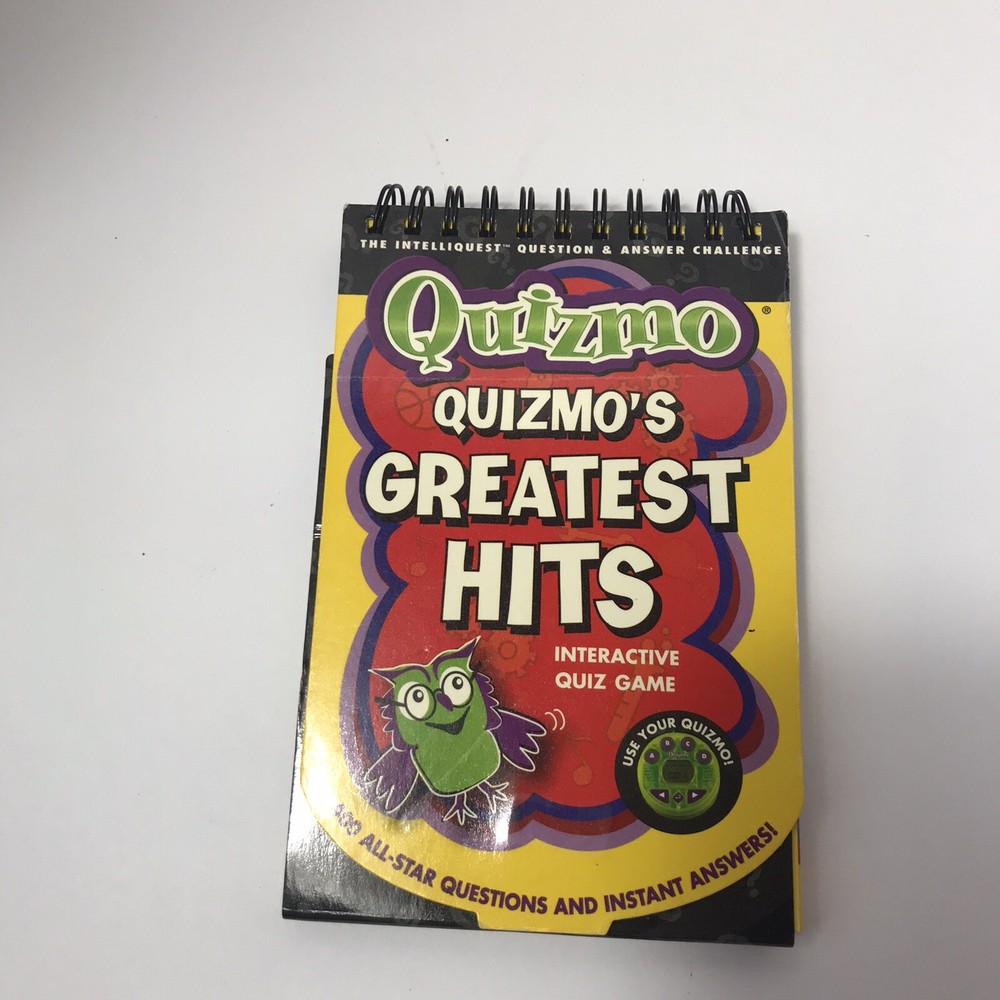 THE INTELLIQUEST™ QUESTION & ANSWER CHALLENGE
Quizmo®
QUIZMO'S
GREATEST
HITS
INTERACTIVE
QUIZ GAME
USE YOUR QUIZMO!
A B C D
ALL-STAR QUESTIONS AND INSTANT ANSWERS!